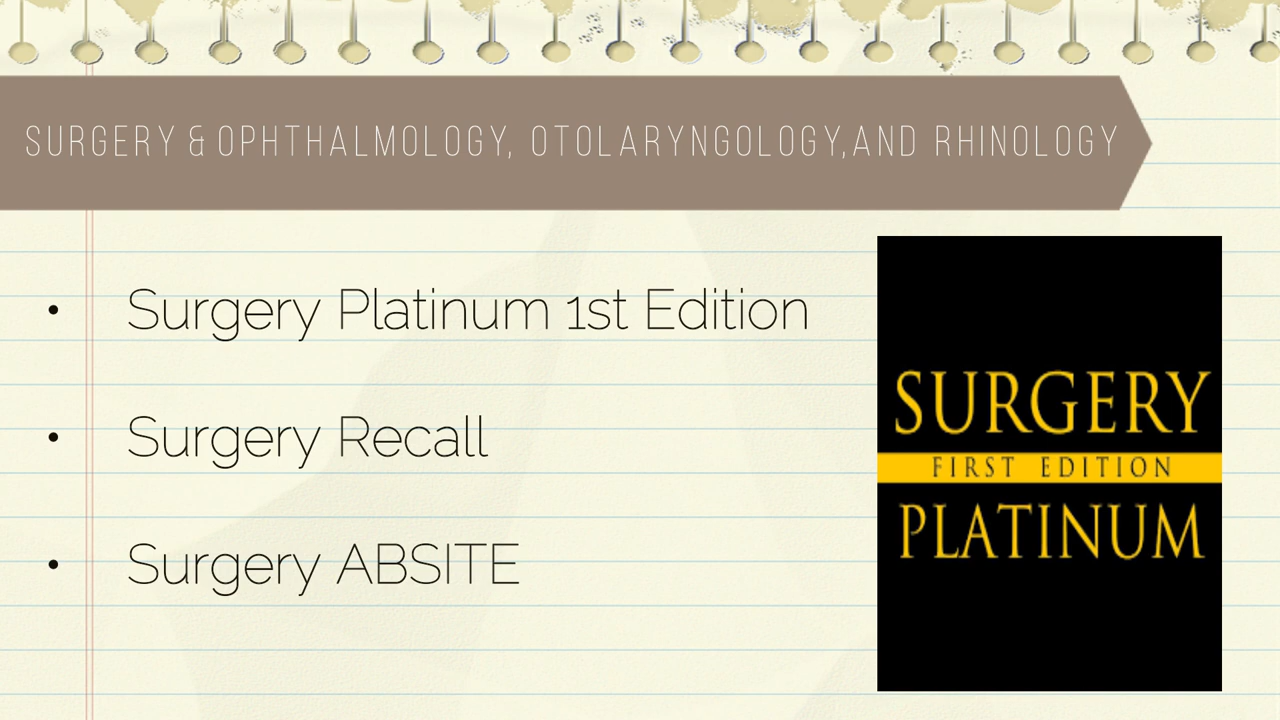 SURGERY & OPHTHALMOLOGY, OTOLARYNGOLOGY,AND RHINOLOGY
• Surgery Platinum 1st Edition
• Surgery Recall
• Surgery ABSITE
SURGERY
FIRST EDITION
PLATINUM